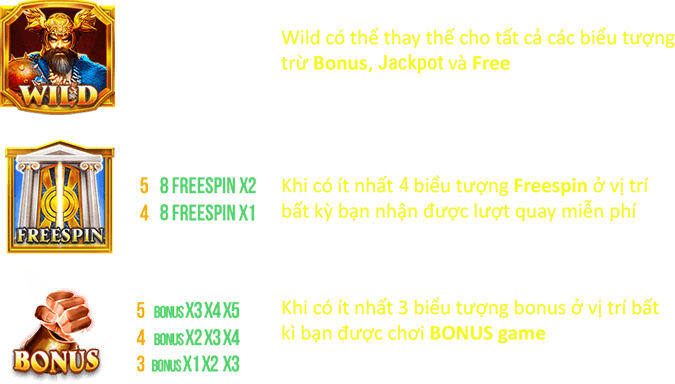 WILD
Wild có thể thay thế cho tất cả các biểu tượng
trừ Bonus, Jackpot và Free
FREESPIN
5 8 FREESPIN X2
4 8 FREESPIN X1
Khi có ít nhất 4 biểu tượng Freespin ở vị trí
bất kỳ bạn nhận được lượt quay miễn phí
BONUS
5 BONUS X3 X4 X5
4 BONUS X2 X3 X4
3 BONUS X1 X2 X3
Khi có ít nhất 3 biểu tượng bonus ở vị trí bất
kì bạn được chơi BONUS game